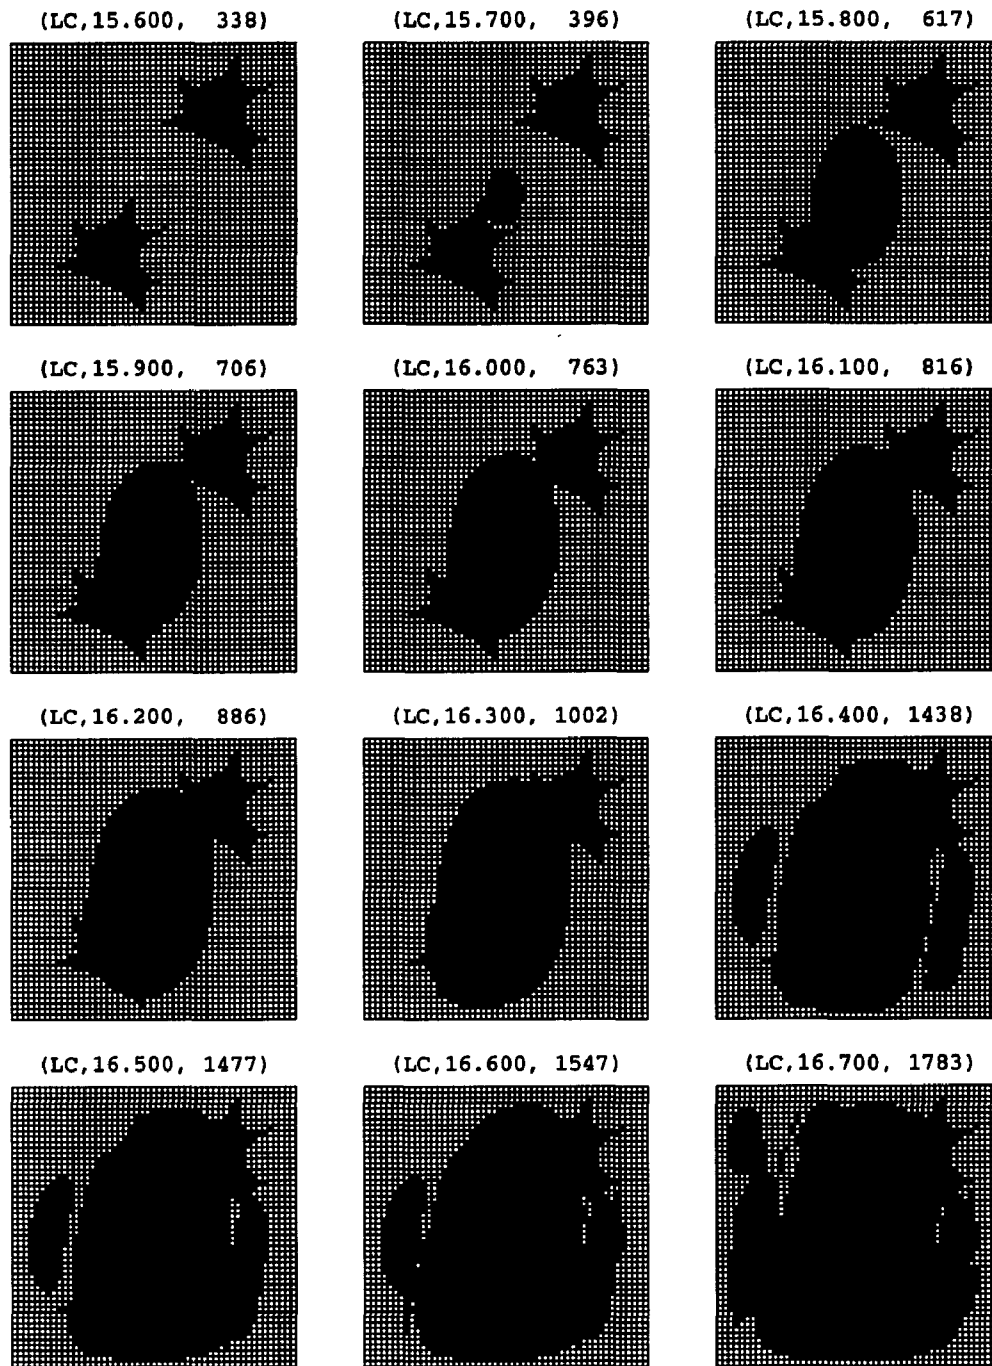 (LC,15.600,  338)
(LC,15.700,  396)
(LC,15.800,  617)
(LC,15.900,  706)
(LC,16.000,  763)
(LC,16.100,  816)
(LC,16.200,  886)
(LC,16.300, 1002)
(LC,16.400, 1438)
(LC,16.500, 1477)
(LC,16.600, 1547)
(LC,16.700, 1783)